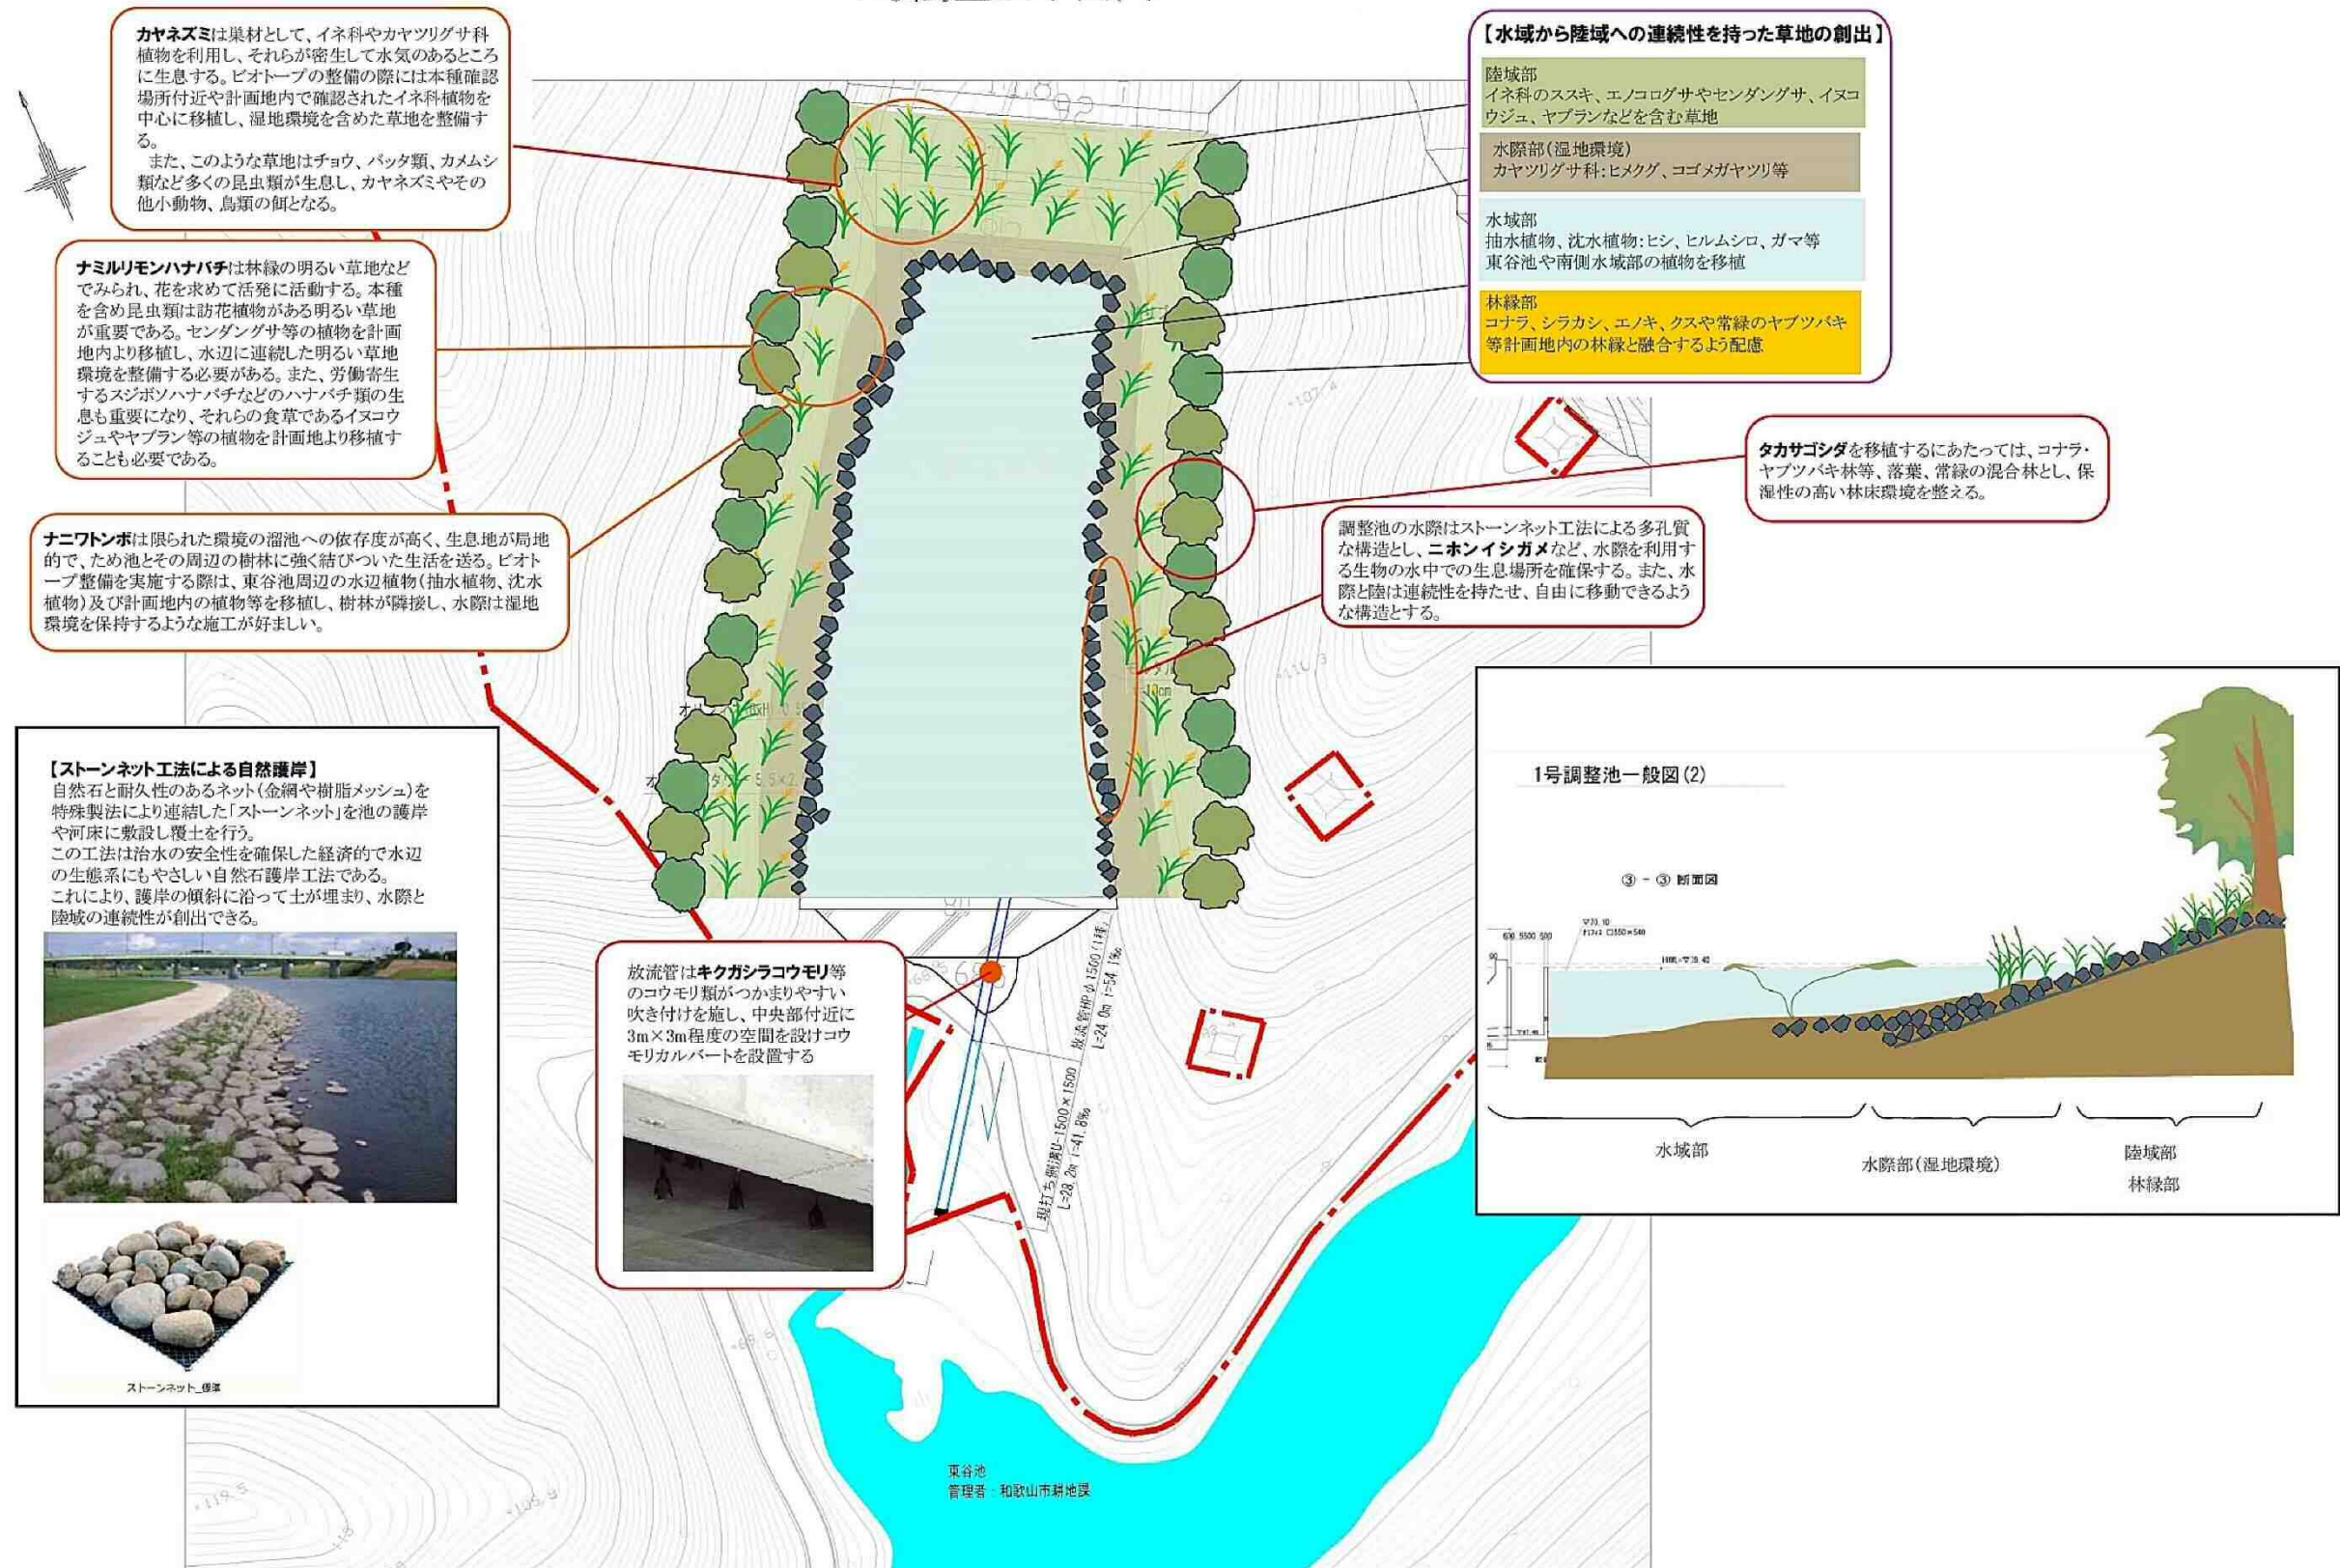 カヤネズミは巣材として、イネ科やカヤツリグサ科
植物を利用し、それらが密生して水気のあるところ
に生息する。ビオトープの整備の際には本種確認
場所付近や計画地内で確認されたイネ科植物を
中心に移植し、湿地環境を含めた草地を整備す
る。
また、このような草地はチョウ、バッタ類、カメムシ
類など多くの昆虫類が生息し、カヤネズミやその
他小動物、鳥類の餌となる。
ナミルリモンハナバチは林縁の明るい草地など
でみられ、花を求めて活発に活動する。本種
を含め昆虫類は訪花植物がある明るい草地
が重要である。センダングサ等の植物を計画
地内より移植し、水辺に連続した明るい草地
環境を整備する必要がある。また、労働寄生
するスジボソハナバチなどのハナバチ類の生
息も重要になり、それらの食草であるイヌコウ
ジュやヤブラン等の植物を計画地より移植す
ることも必要である。
ナニワトンボは限られた環境の溜池への依存度が高く、生息地が局地
的で、ため池とその周辺の樹林に強く結びついた生活を送る。ビオト
ープ整備を実施する際は、東谷池周辺の水辺植物(抽水植物、沈水
植物)及び計画地内の植物等を移植し、樹林が隣接し、水際は湿地
環境を保持するような施工が好ましい。
【水域から陸域への連続性を持った草地の創出】
陸域部
イネ科のススキ、エノコログサやセンダングサ、イヌコ
ウジュ、ヤブランなどを含む草地
水際部(湿地環境)
カヤツリグサ科:ヒメクグ、コゴメガヤツリ等
水域部
抽水植物、沈水植物:ヒシ、ヒルムシロ、ガマ等
東谷池や南側水域部の植物を移植
林縁部
コナラ、シラカシ、エノキ、クスや常緑のヤブツバキ
等計画地内の林縁と融合するよう配慮
タカサゴシダを移植するにあたっては、コナラ・
ヤブツバキ林等、落葉、常緑の混合林とし、保
湿性の高い林床環境を整える。
調整池の水際はストーンネット工法による多孔質
な構造とし、ニホンイシガメなど、水際を利用す
る生物の水中での生息場所を確保する。また、水
際と陸は連続性を持たせ、自由に移動できるよう
な構造とする。
【ストーンネット工法による自然護岸】
自然石と耐久性のあるネット(金網や樹脂メッシュ)を
特殊製法により連結した「ストーンネット」を池の護岸
や河床に敷設し覆土を行う。
この工法は治水の安全性を確保した経済的で水辺
の生態系にもやさしい自然石護岸工法である。
これにより、護岸の傾斜に沿って土が埋まり、水際と
陸域の連続性が創出できる。
ストーンネット_標準
放流管はキクガシラコウモリ等
のコウモリ類がつかまりやすい
吹き付けを施し、中央部付近に
3m×3m程度の空間を設けコウ
モリカルバートを設置する
放流管HPφ1500(1種)
L=24.0m i=54.1‰
現打ち側溝U-1500×1500
L=28.2m i=41.8‰
1号調整池一般図(2)
③-③ 断面図
水域部
水際部(湿地環境)
陸域部
林縁部
東谷池
管理者 和歌山市耕地課
+107.4
+119.5